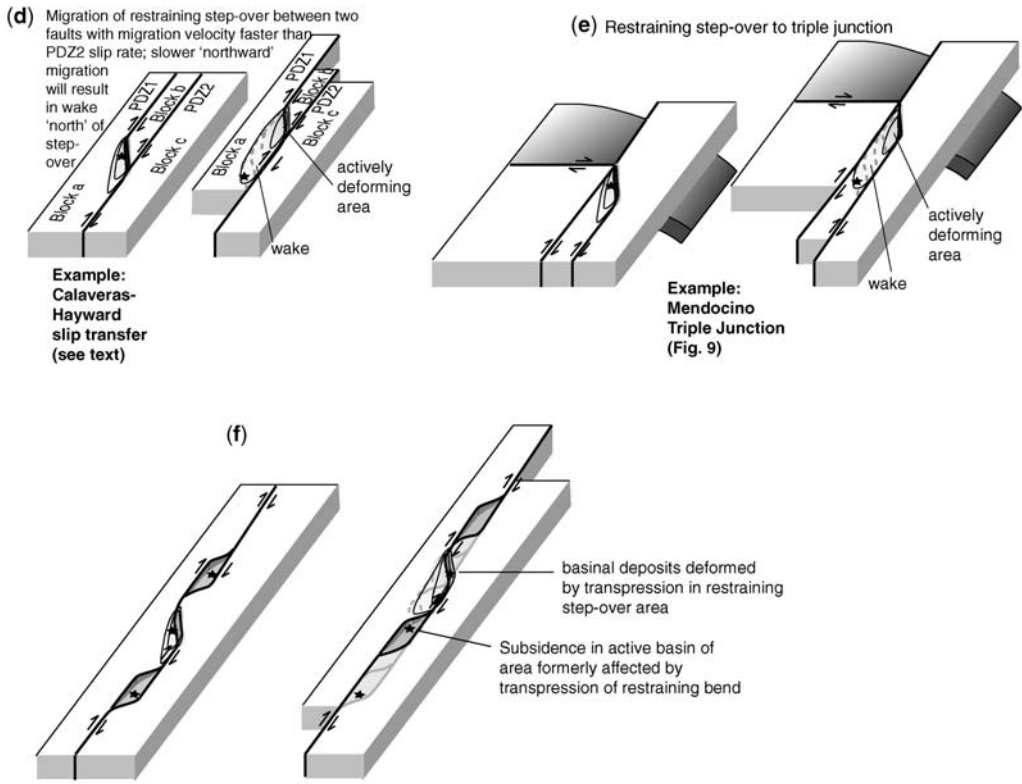 (d) Migration of restraining step-over between two
faults with migration velocity faster than
PDZ2 slip rate; slower 'northward'
migration
will result
in wake
'north' of
step-
over
PDZ1
Block b
PDZ2
Block a
Block c
PDZ1
Block b
PDZ2
Block c
Block a
actively
deforming
area
wake
Example:
Calaveras-
Hayward
slip transfer
(see text)
(e) Restraining step-over to triple junction
actively
deforming
area
wake
Example:
Mendocino
Triple Junction
(Fig. 9)
(f)
basinal deposits deformed
by transpression in restraining
step-over area
Subsidence in active basin of
area formerly affected by
transpression of restraining bend